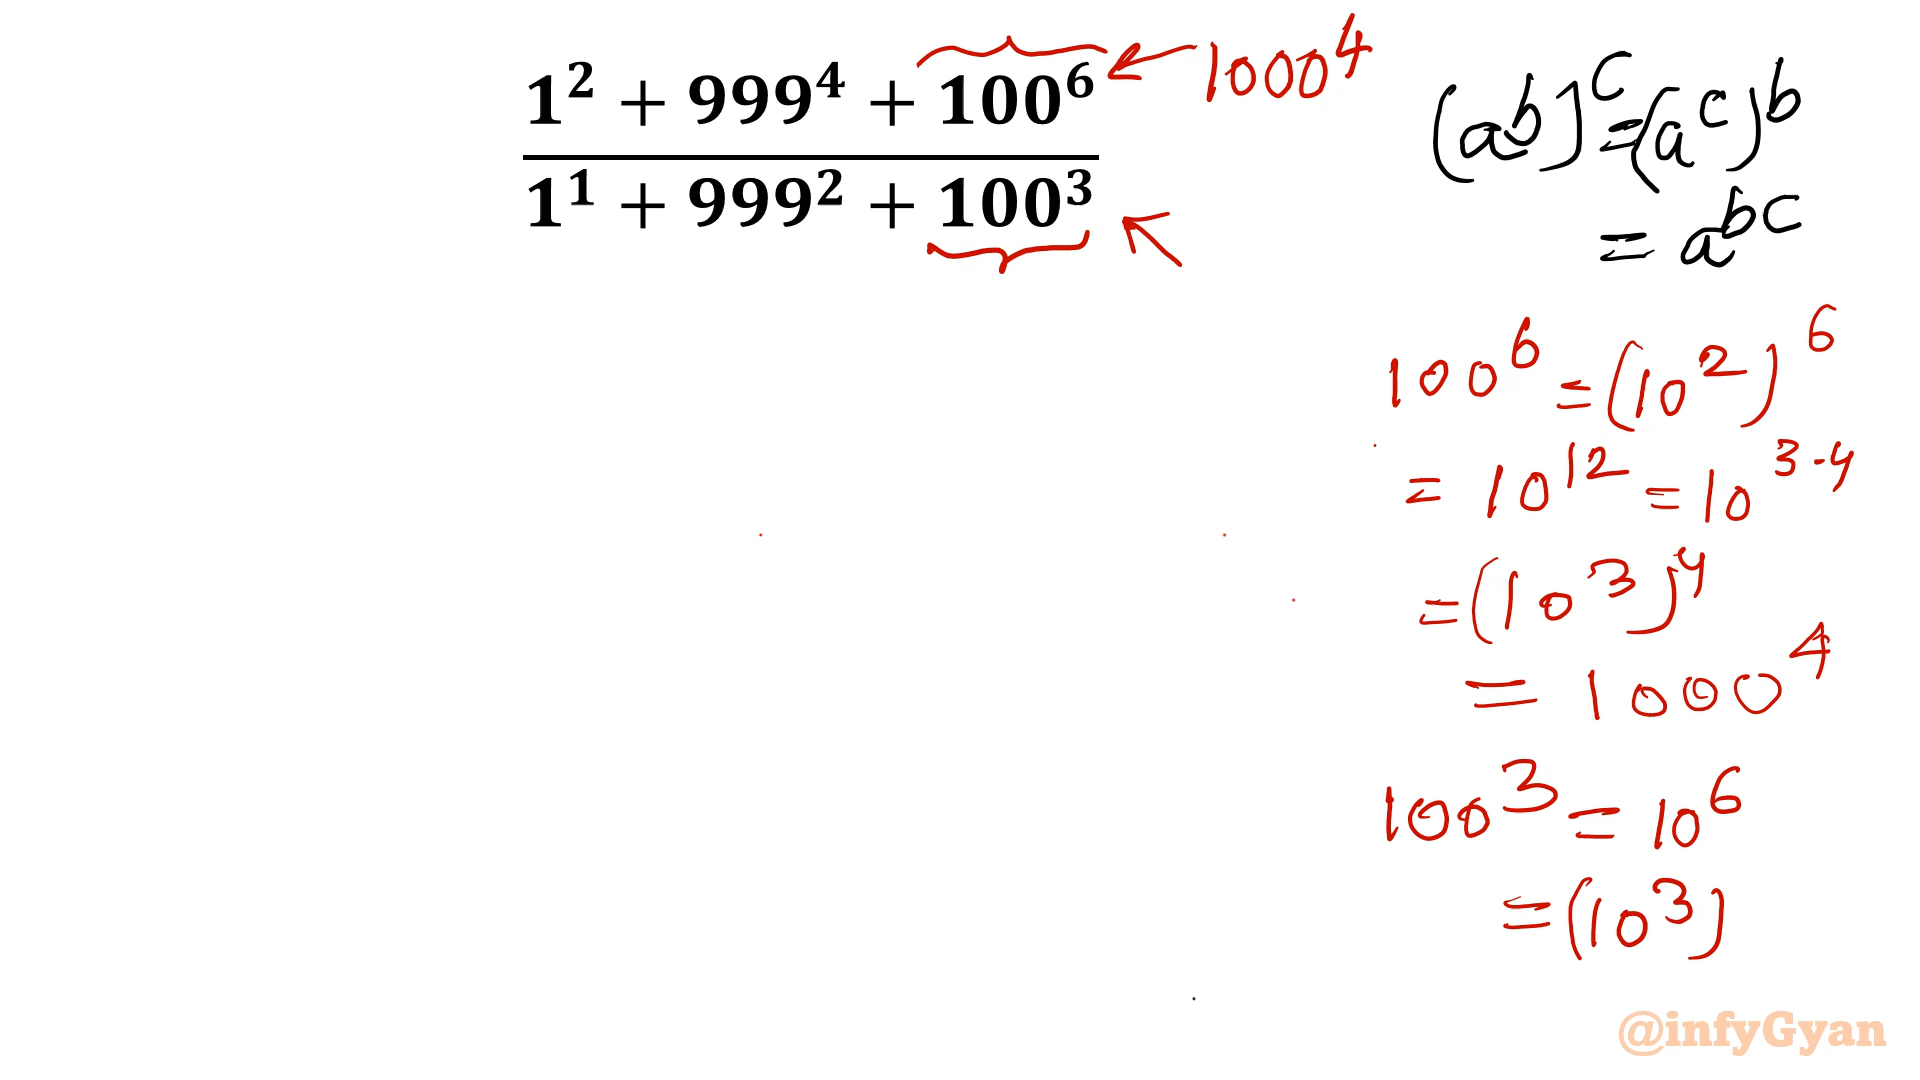 1² + 999⁴ + 100⁶ ← 1000⁴
1¹ + 999² + 100³
(a^b)^c = (a^c)^b
= a^bc
100⁶ = (10²)⁶
= 10¹² = 10^3·4
= (10³)⁴
= 1000⁴
100³ = 10⁶
= (10³)
@infyGyan